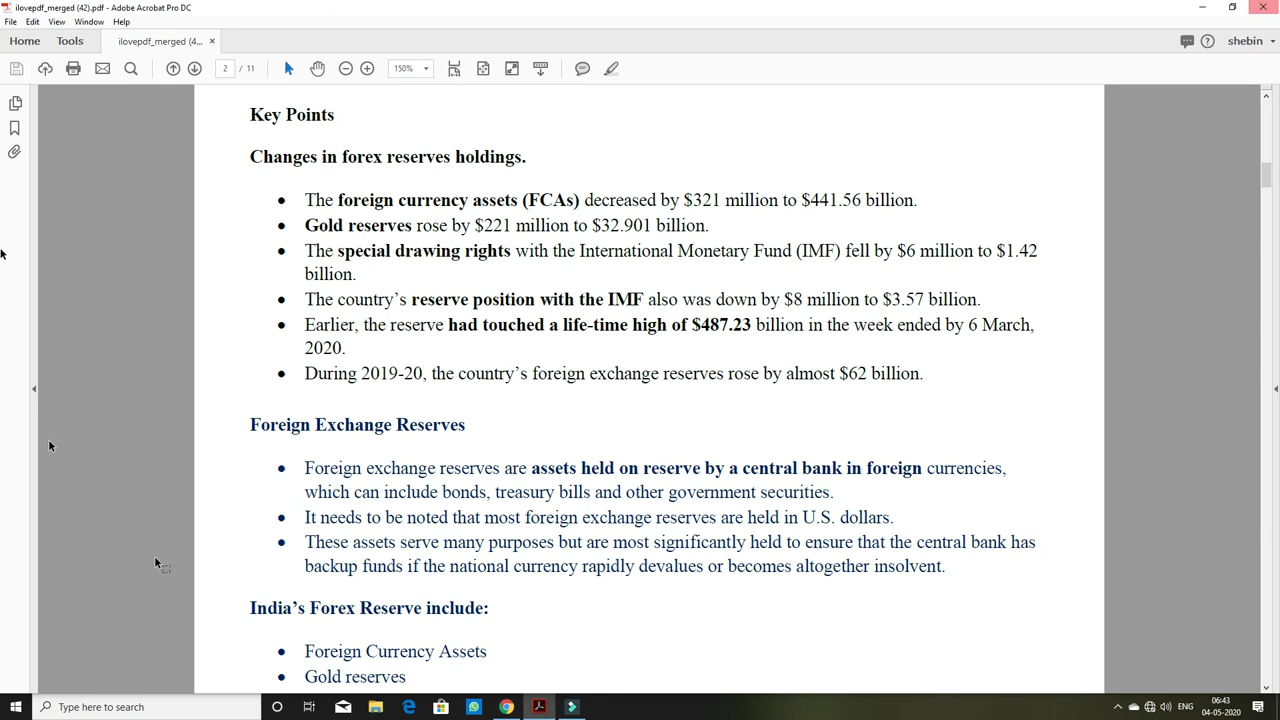 ilovepdf_merged (42).pdf - Adobe Acrobat Pro DC
File Edit View Window Help
Home Tools ilovepdf_merged (4... × shebin
2 / 11 150%
Key Points
Changes in forex reserves holdings.
• The foreign currency assets (FCAs) decreased by $321 million to $441.56 billion.
• Gold reserves rose by $221 million to $32.901 billion.
• The special drawing rights with the International Monetary Fund (IMF) fell by $6 million to $1.42
billion.
• The country’s reserve position with the IMF also was down by $8 million to $3.57 billion.
• Earlier, the reserve had touched a life-time high of $487.23 billion in the week ended by 6 March,
2020.
• During 2019-20, the country’s foreign exchange reserves rose by almost $62 billion.
Foreign Exchange Reserves
• Foreign exchange reserves are assets held on reserve by a central bank in foreign currencies,
which can include bonds, treasury bills and other government securities.
• It needs to be noted that most foreign exchange reserves are held in U.S. dollars.
• These assets serve many purposes but are most significantly held to ensure that the central bank has
backup funds if the national currency rapidly devalues or becomes altogether insolvent.
India’s Forex Reserve include:
• Foreign Currency Assets
• Gold reserves
Type here to search
ENG
06:43
04-05-2020